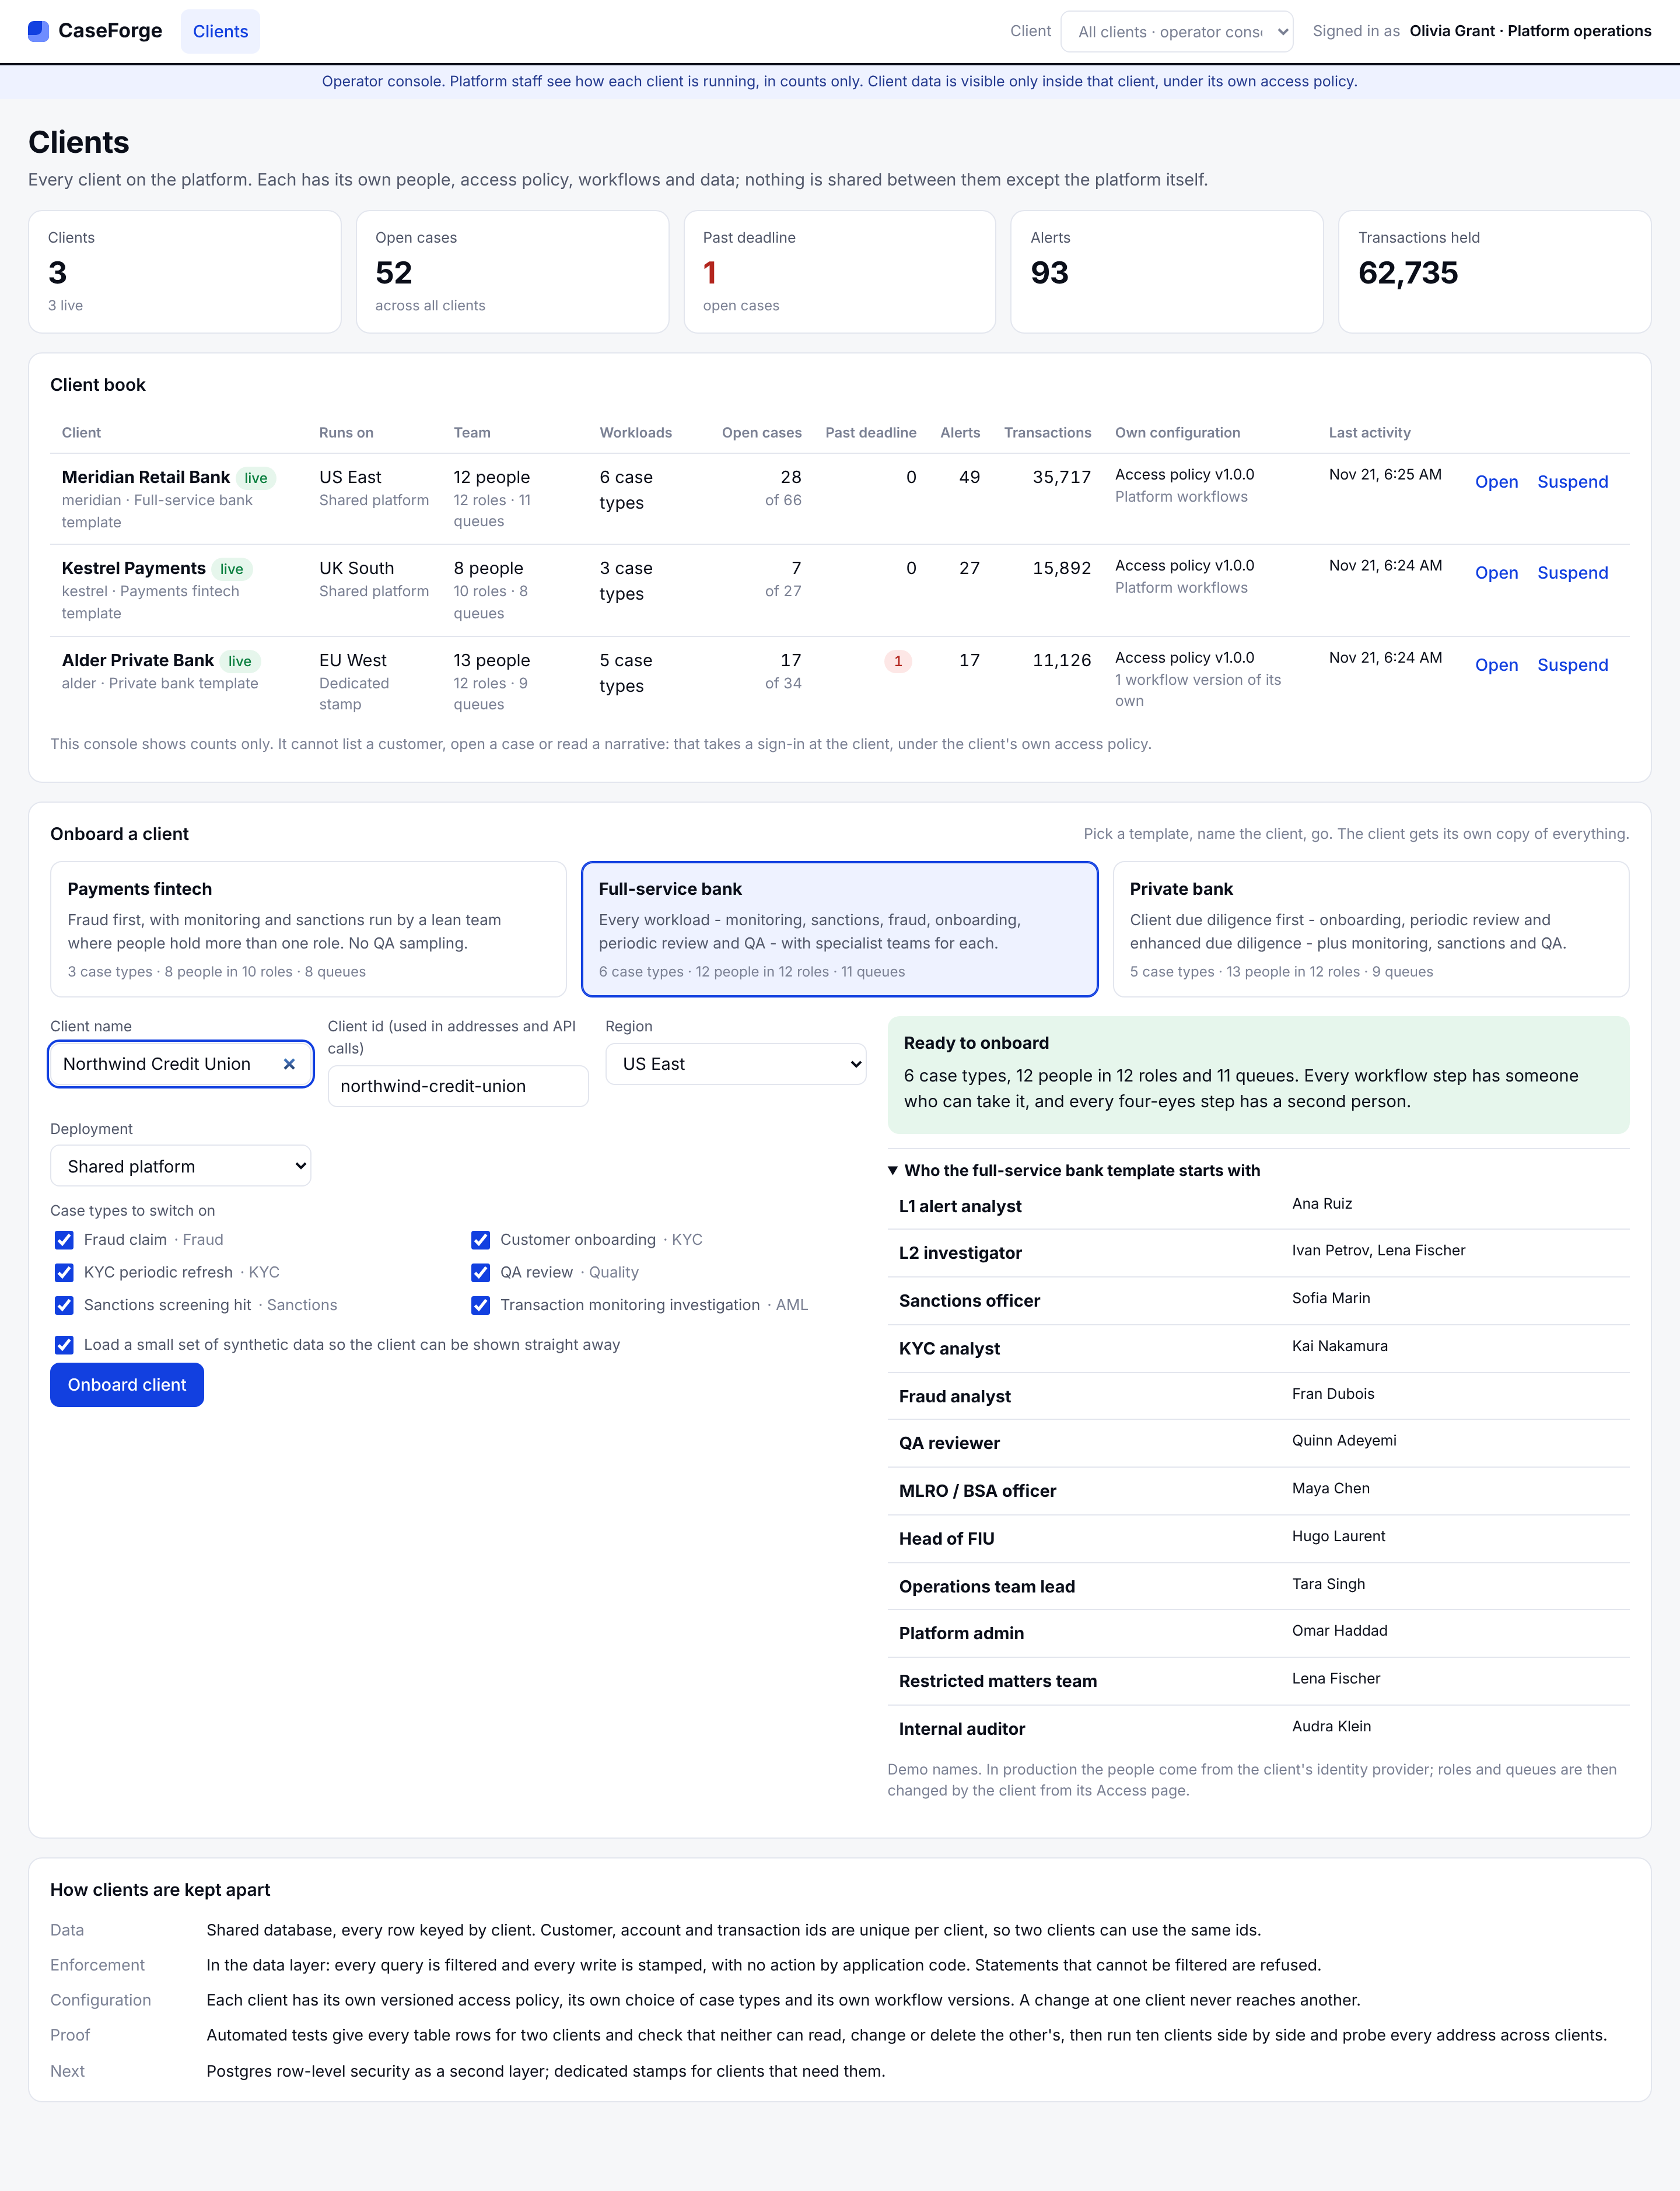 CaseForge
Clients
Client
All clients · operator cons
Signed in as Olivia Grant · Platform operations
Operator console. Platform staff see how each client is running, in counts only. Client data is visible only inside that client, under its own access policy.
Clients
Every client on the platform. Each has its own people, access policy, workflows and data; nothing is shared between them except the platform itself.
Clients
3
3 live
Open cases
52
across all clients
Past deadline
1
open cases
Alerts
93
Transactions held
62,735
Client book
Client Runs on Team Workloads Open cases Past deadline Alerts Transactions Own configuration Last activity
Meridian Retail Bank live US East 12 people 6 case 28 0 49 35,717 Access policy v1.0.0 Nov 21, 6:25 AM Open Suspend
meridian · Full-service bank Shared platform 12 roles · 11 types of 66 Platform workflows
template queues
Kestrel Payments live UK South 8 people 3 case 7 0 27 15,892 Access policy v1.0.0 Nov 21, 6:24 AM Open Suspend
kestrel · Payments fintech Shared platform 10 roles · 8 types of 27 Platform workflows
template queues
Alder Private Bank live EU West 13 people 5 case 17 1 17 11,126 Access policy v1.0.0 Nov 21, 6:24 AM Open Suspend
alder · Private bank template Dedicated 12 roles · 9 types of 34 1 workflow version of its
stamp queues own
This console shows counts only. It cannot list a customer, open a case or read a narrative: that takes a sign-in at the client, under the client's own access policy.
Onboard a client
Pick a template, name the client, go. The client gets its own copy of everything.
Payments fintech
Fraud first, with monitoring and sanctions run by a lean team
where people hold more than one role. No QA sampling.
3 case types · 8 people in 10 roles · 8 queues
Full-service bank
Every workload - monitoring, sanctions, fraud, onboarding,
periodic review and QA - with specialist teams for each.
6 case types · 12 people in 12 roles · 11 queues
Private bank
Client due diligence first - onboarding, periodic review and
enhanced due diligence - plus monitoring, sanctions and QA.
5 case types · 13 people in 12 roles · 9 queues
Client name
Northwind Credit Union
Client id (used in addresses and API
calls)
northwind-credit-union
Region
US East
Deployment
Shared platform
Case types to switch on
Fraud claim · Fraud
Customer onboarding · KYC
KYC periodic refresh · KYC
QA review · Quality
Sanctions screening hit · Sanctions
Transaction monitoring investigation · AML
Load a small set of synthetic data so the client can be shown straight away
Onboard client
Ready to onboard
6 case types, 12 people in 12 roles and 11 queues. Every workflow step has someone
who can take it, and every four-eyes step has a second person.
Who the full-service bank template starts with
L1 alert analyst Ana Ruiz
L2 investigator Ivan Petrov, Lena Fischer
Sanctions officer Sofia Marin
KYC analyst Kai Nakamura
Fraud analyst Fran Dubois
QA reviewer Quinn Adeyemi
MLRO / BSA officer Maya Chen
Head of FIU Hugo Laurent
Operations team lead Tara Singh
Platform admin Omar Haddad
Restricted matters team Lena Fischer
Internal auditor Audra Klein
Demo names. In production the people come from the client's identity provider; roles and queues are then
changed by the client from its Access page.
How clients are kept apart
Data Shared database, every row keyed by client. Customer, account and transaction ids are unique per client, so two clients can use the same ids.
Enforcement In the data layer: every query is filtered and every write is stamped, with no action by application code. Statements that cannot be filtered are refused.
Configuration Each client has its own versioned access policy, its own choice of case types and its own workflow versions. A change at one client never reaches another.
Proof Automated tests give every table rows for two clients and check that neither can read, change or delete the other's, then run ten clients side by side and probe every address across clients.
Next Postgres row-level security as a second layer; dedicated stamps for clients that need them.